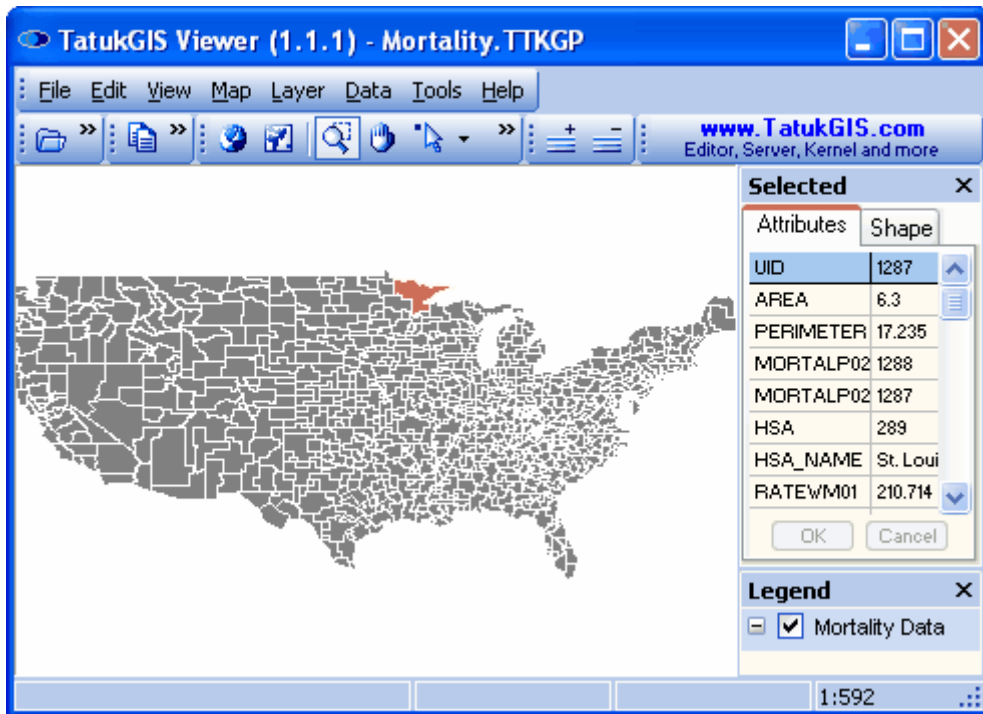 TatukGIS Viewer (1.1.1) - Mortality.TTKGP
File Edit View Map Layer Data Tools Help
www.TatukGIS.com
Editor, Server, Kernel and more
Selected
Attributes Shape
UID 1287
AREA 6.3
PERIMETER 17.235
MORTALP02 1288
MORTALP02 1287
HSA 289
HSA_NAME St. Loui
RATEWM01 210.714
OK Cancel
Legend
Mortality Data
1:592